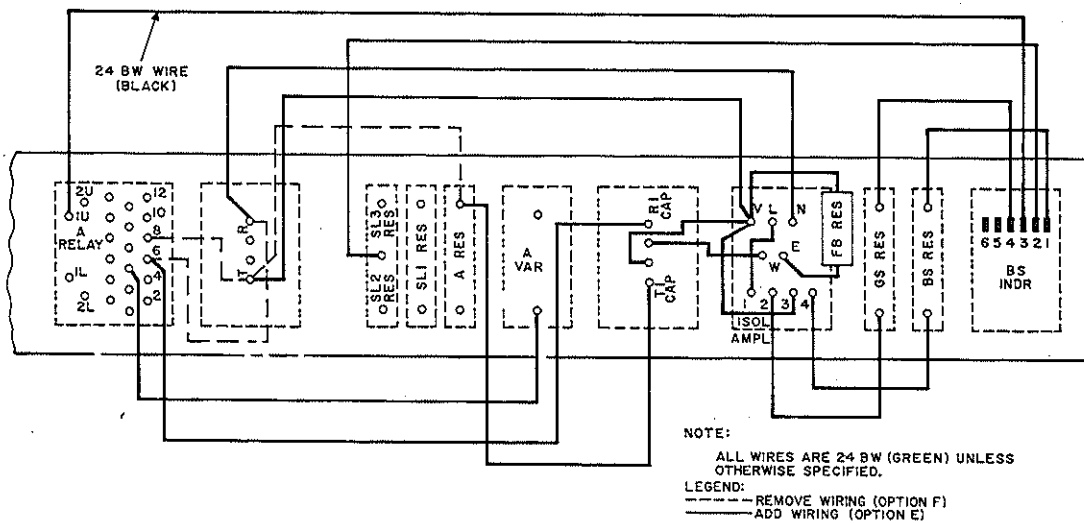 24 BW WIRE
(BLACK)
2U
1U
A
RELAY
1L
2L
12
10
8
6
4
2
R
T
SL3
RES
SL2
RES
SL1 RES
A RES
A
VAR
R1
CAP
T1
CAP
V L N
E
W
2 3 4
ISOL
AMPL
FB RES
GS RES
BS RES
6 5 4 3 2 1
BS
INDR
NOTE:
ALL WIRES ARE 24 BW (GREEN) UNLESS
OTHERWISE SPECIFIED.
LEGEND:
REMOVE WIRING (OPTION F)
ADD WIRING (OPTION E)